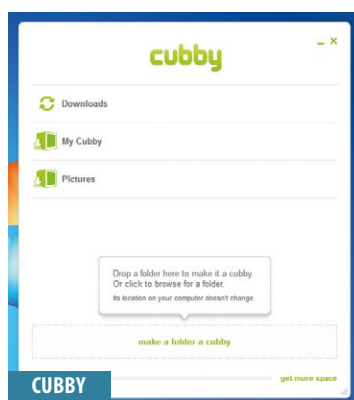 cubby
Downloads
My Cubby
Pictures
Drop a folder here to make it a cubby.
Or click to browse for a folder.
Its location on your computer doesn't change.
make a folder a cubby
get more space
CUBBY